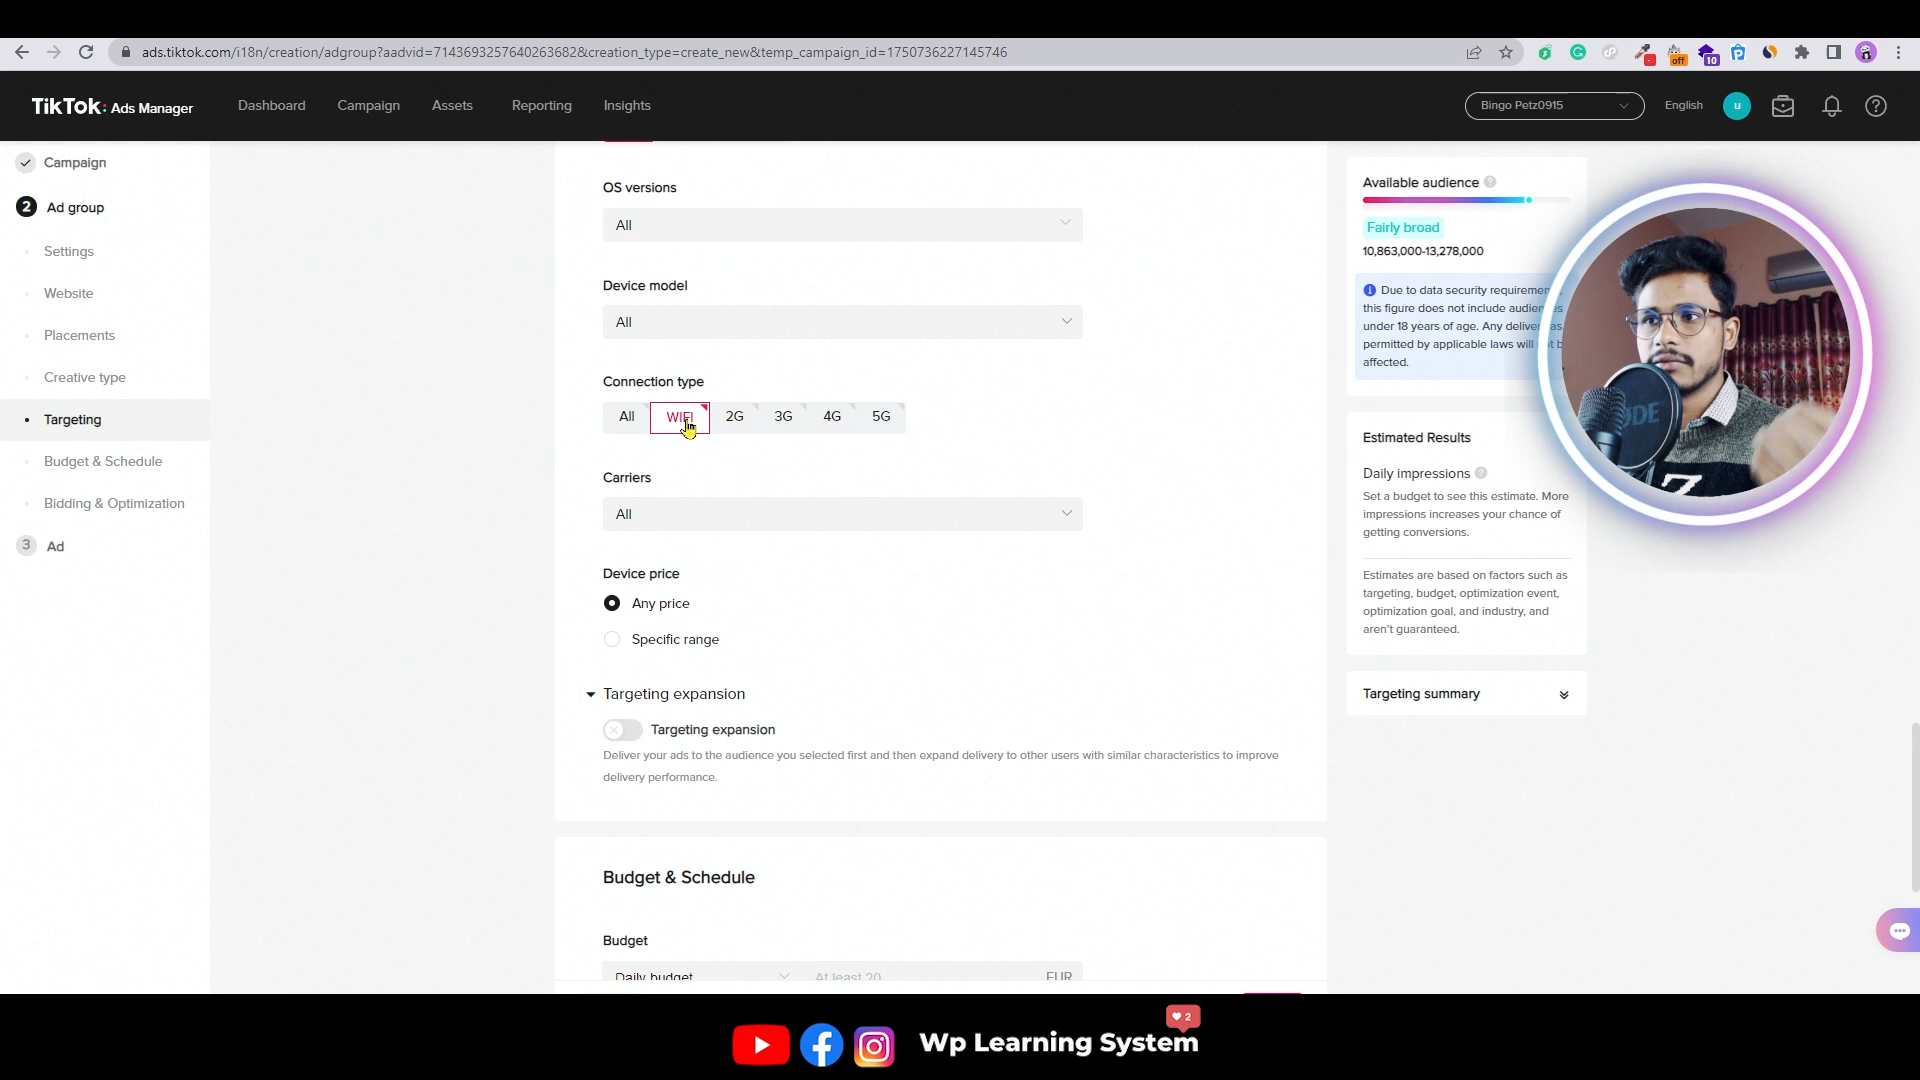 ads.tiktok.com/i18n/creation/adgroup?aadvid=7143693257640263682&creation_type=create_new&temp_campaign_id=1750736227145746
off
10
TikTok: Ads Manager
Dashboard
Campaign
Assets
Reporting
Insights
Bingo Petz0915
English
u
Campaign
2 Ad group
Settings
Website
Placements
Creative type
Targeting
Budget & Schedule
Bidding & Optimization
3 Ad
OS versions
All
Device model
All
Connection type
All WIFI 2G 3G 4G 5G
Carriers
All
Device price
Any price
Specific range
Targeting expansion
Targeting expansion
Deliver your ads to the audience you selected first and then expand delivery to other users with similar characteristics to improve
delivery performance.
Budget & Schedule
Budget
Daily budget At least 20 EUR
Available audience
Fairly broad
10,863,000-13,278,000
Due to data security
this figure does not include
under 18 years of age. Any
permitted by applicable laws will
affected.
Estimated Results
Daily impressions
Set a budget to see this estimate. More
impressions increases your chance of
getting conversions.
Estimates are based on factors such as
targeting, budget, optimization event,
optimization goal, and industry, and
aren't guaranteed.
Targeting summary
2
Wp Learning System